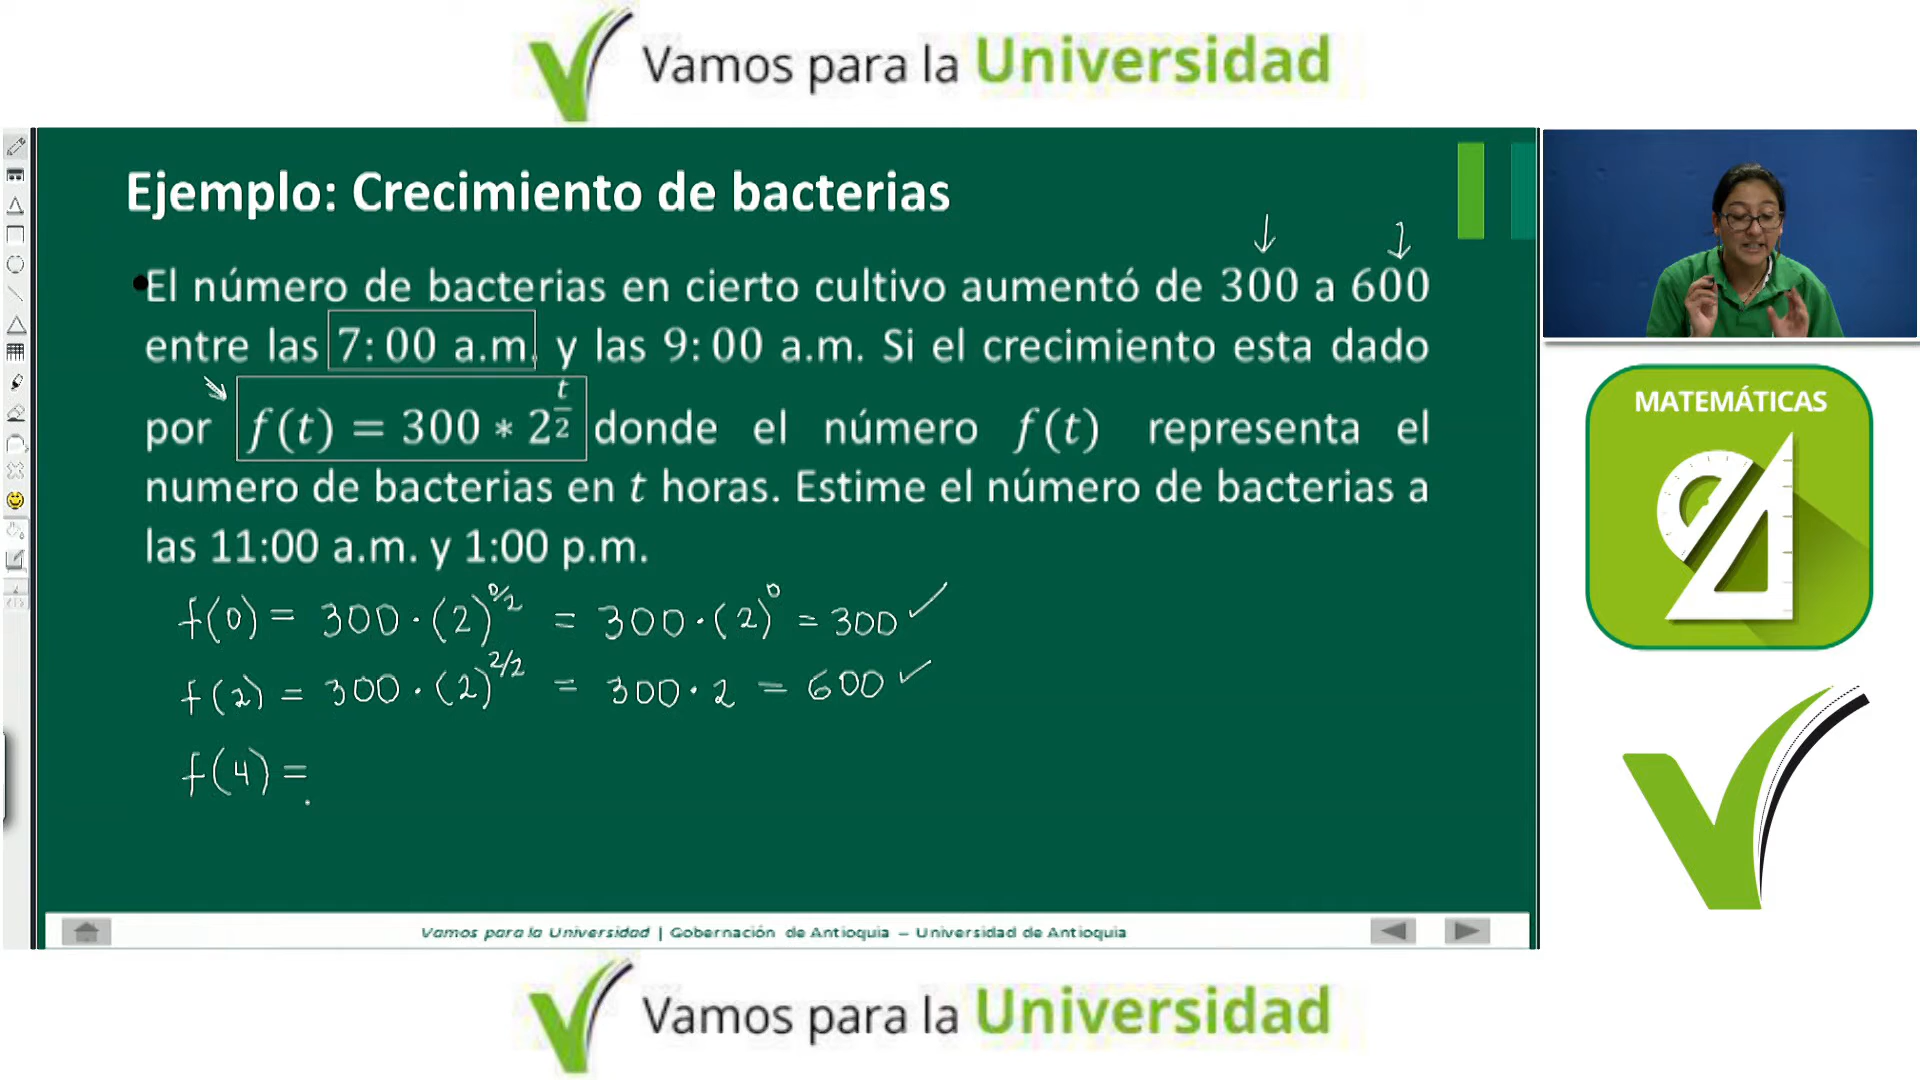 Vamos para la Universidad
Ejemplo: Crecimiento de bacterias
•El número de bacterias en cierto cultivo aumentó de 300 a 600
entre las 7: 00 a.m. y las 9: 00 a.m. Si el crecimiento esta dado
por f(t) = 300 ∗ 2^(t/2) donde el número f(t) representa el
numero de bacterias en t horas. Estime el número de bacterias a
las 11:00 a.m. y 1:00 p.m.
f(0) = 300 · (2)^(0/2) = 300 · (2)^0 = 300 ✓
f(2) = 300 · (2)^(2/2) = 300 · 2 = 600 ✓
f(4) =
MATEMÁTICAS
Vamos para la Universidad | Gobernación de Antioquia – Universidad de Antioquia
Vamos para la Universidad